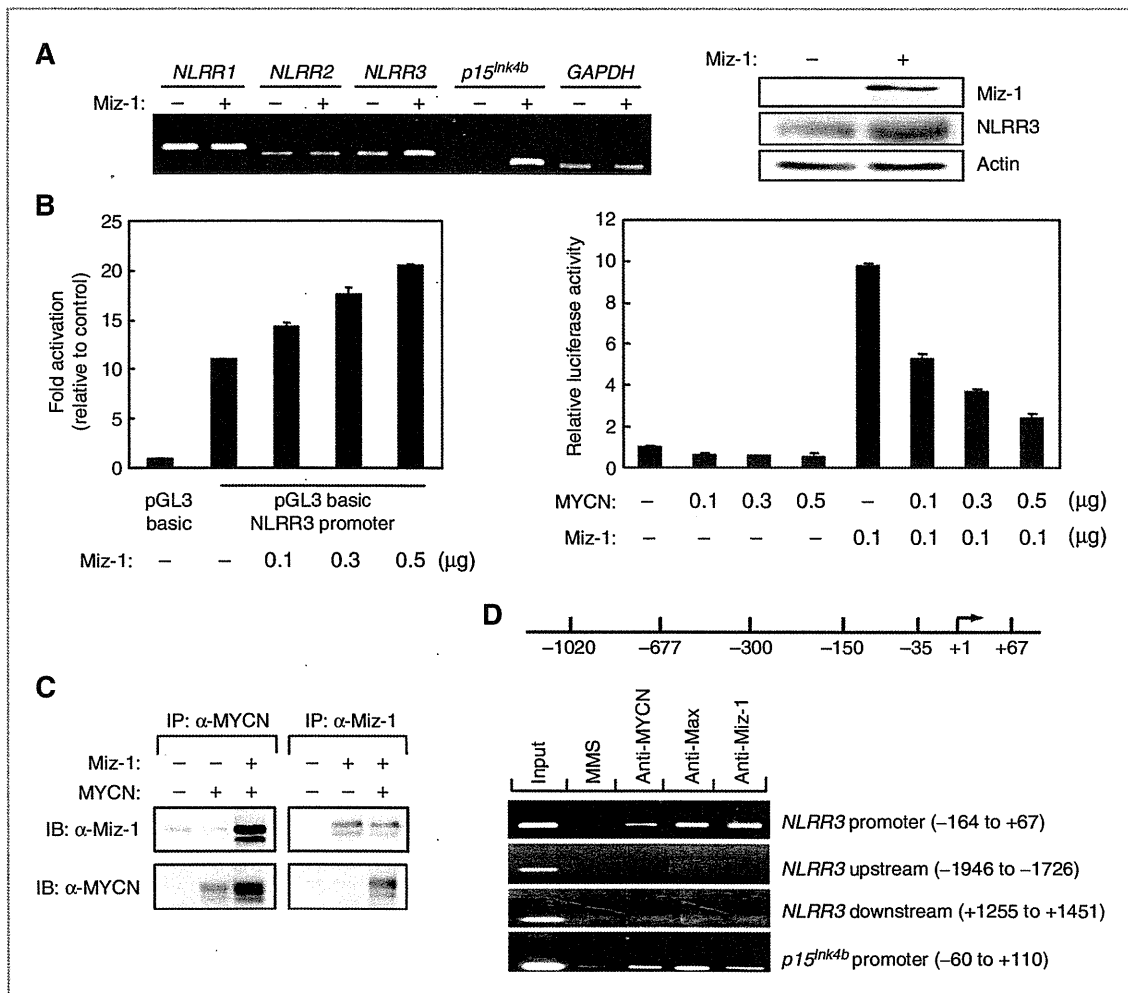 A
NLRR1 NLRR2 NLRR3 p15^Ink4b GAPDH
Miz-1: − + − + − + − + − +
Miz-1: − +
Miz-1
NLRR3
Actin
B
Fold activation
(relative to control)
25
20
15
10
5
0
pGL3
basic
pGL3 basic
NLRR3 promoter
Miz-1: − − 0.1 0.3 0.5 (µg)
Relative luciferase activity
12
10
8
6
4
2
0
MYCN: − 0.1 0.3 0.5 − 0.1 0.3 0.5 (µg)
Miz-1: − − − − 0.1 0.1 0.1 0.1 (µg)
C
IP: α-MYCN IP: α-Miz-1
Miz-1: − − + − + +
MYCN: − + + − − +
IB: α-Miz-1
IB: α-MYCN
D
−1020 −677 −300 −150 −35 +1 +67
Input MMS Anti-MYCN Anti-Max Anti-Miz-1
NLRR3 promoter (−164 to +67)
NLRR3 upstream (−1946 to −1726)
NLRR3 downstream (+1255 to +1451)
p15^Ink4b promoter (−60 to +110)